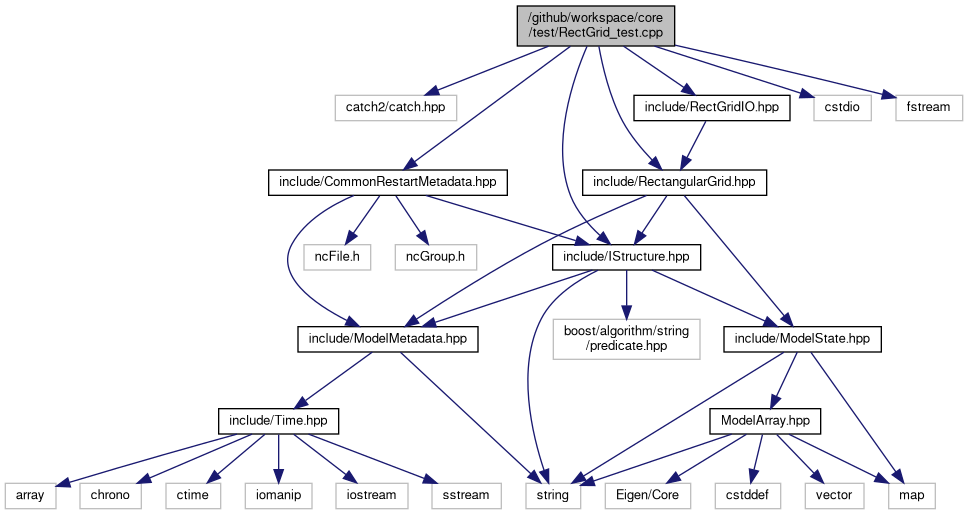 /github/workspace/core
/test/RectGrid_test.cpp
catch2/catch.hpp
include/RectGridIO.hpp
cstdio
fstream
include/CommonRestartMetadata.hpp
include/RectangularGrid.hpp
ncFile.h
ncGroup.h
include/IStructure.hpp
include/ModelMetadata.hpp
boost/algorithm/string
/predicate.hpp
include/ModelState.hpp
include/Time.hpp
ModelArray.hpp
array
chrono
ctime
iomanip
iostream
sstream
string
Eigen/Core
cstddef
vector
map